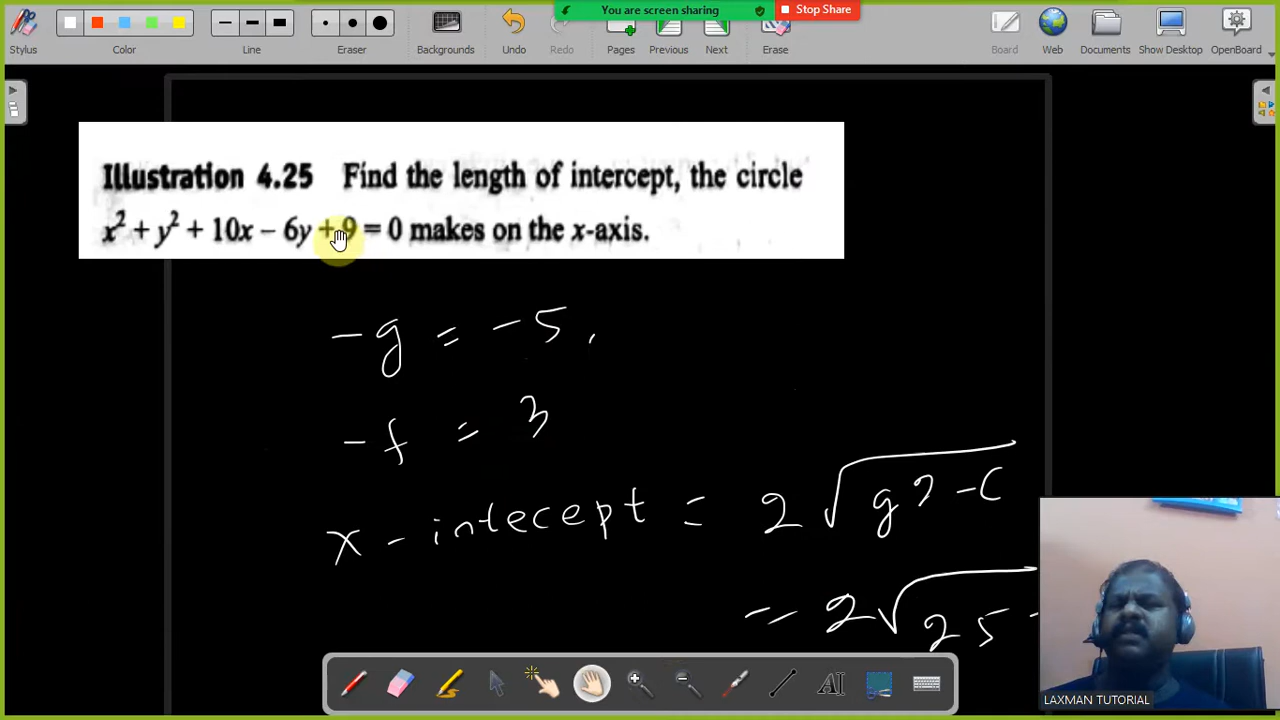 You are screen sharing Stop Share
Stylus Color Line Eraser Backgrounds Undo Redo Pages Previous Next Erase Board Web Documents Show Desktop OpenBoard
Illustration 4.25 Find the length of intercept, the circle
x² + y² + 10x − 6y + 9 = 0 makes on the x-axis.
-g = -5,
-f = 3
x - intecept = 2√g2 -c
= 2√25 -
LAXMAN TUTORIAL